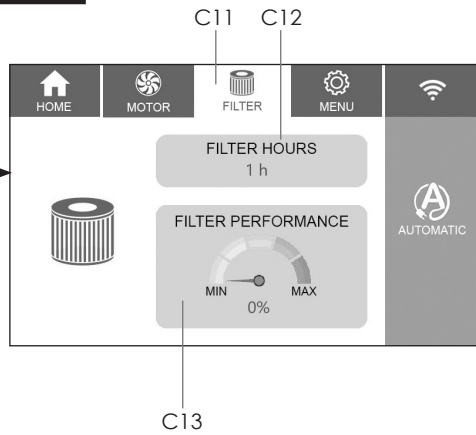 C11 C12
HOME MOTOR FILTER MENU
FILTER HOURS
1 h
AUTOMATIC
FILTER PERFORMANCE
MIN MAX
0%
C13